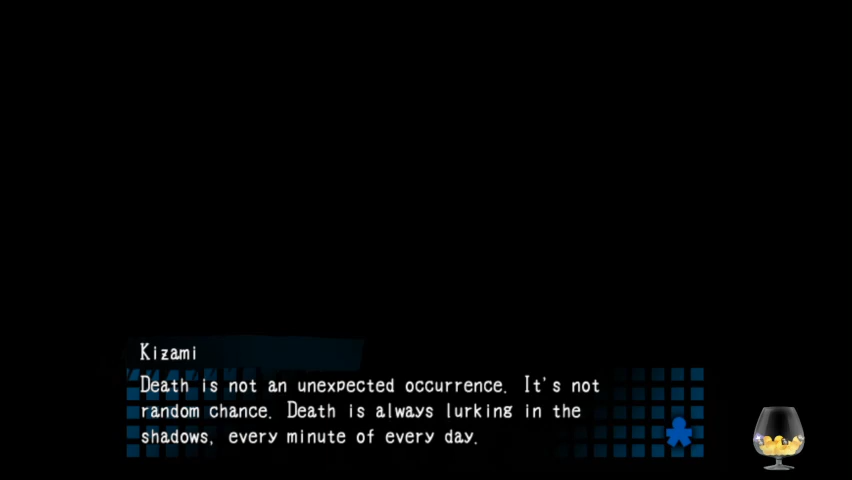 Kizami
Death is not an unexpected occurrence. It's not
random chance. Death is always lurking in the
shadows, every minute of every day.